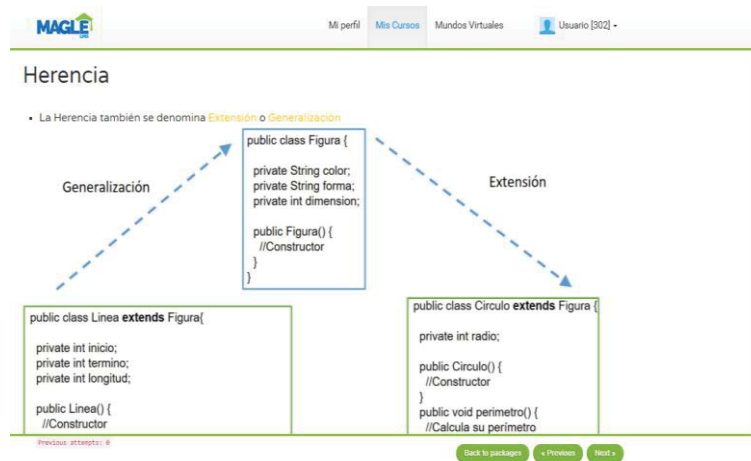 MAGLE
LMS
Mi perfil
Mis Cursos
Mundos Virtuales
Usuario [302]
Herencia
• La Herencia también se denomina Extensión o Generalización
Generalización
public class Figura {
private String color;
private String forma;
private int dimension;
public Figura() {
//Constructor
}
}
Extensión
public class Linea extends Figura{
private int inicio;
private int termino;
private int longitud;
public Linea() {
//Constructor
public class Circulo extends Figura {
private int radio;
public Circulo() {
//Constructor
}
public void perimetro() {
//Calcula su perímetro
Previous attempts: 0
Back to packages
« Previous
Next »